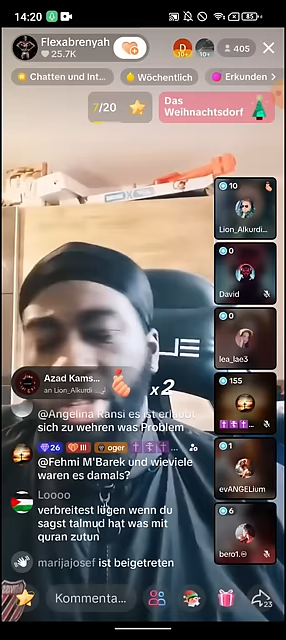 14:20
Flexabrenyah
25.7K
405
Chatten und Int...
Wöchentlich
Erkunden >
7/20
Das
Weihnachtsdorf
10
Lion_Alkurdi...
0
David
0
lea_lae3
155
1
evANGELium
6
bero1.
Azad Kams...
an Lion_Alkurdi
x2
@Angelina Ransi es ist erlaubt
sich zu wehren was Problem
26 III oger
@Fehmi M'Barek und wieviele
waren es damals?
Loooo
verbreitest lügen wenn du
sagst talmud hat was mit
quran zutun
marijajosef ist beigetreten
Kommenta...
23